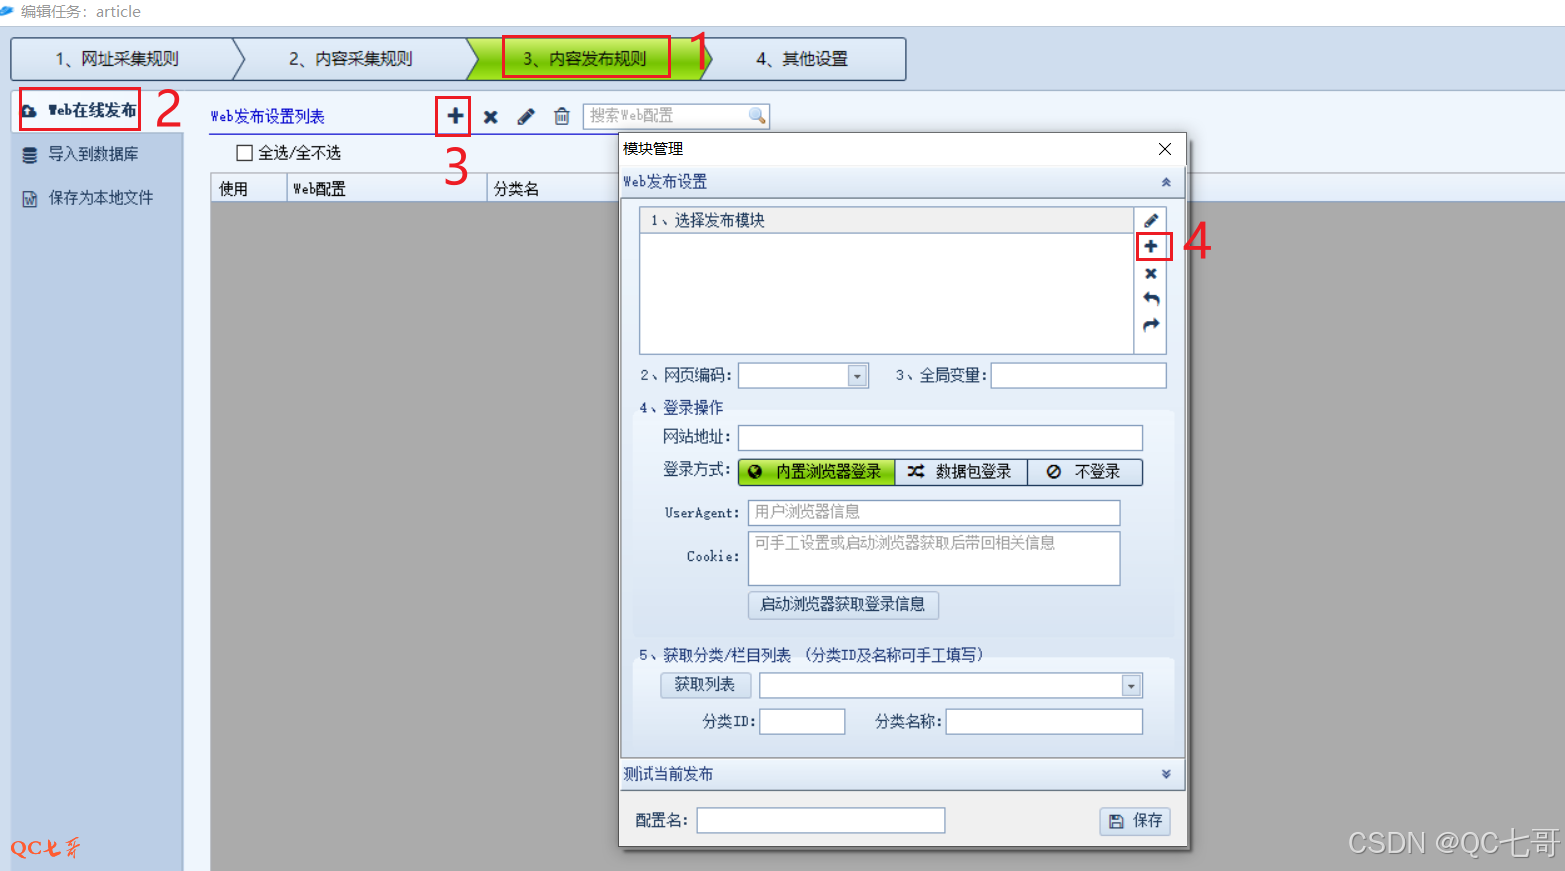 编辑任务：article
1、网址采集规则
2、内容采集规则
3、内容发布规则
1
4、其他设置
Web在线发布
2
导入到数据库
保存为本地文件
Web发布设置列表
搜索Web配置
3
全选/全不选
使用
Web配置
分类名
模块管理
Web发布设置
1、选择发布模块
4
2、网页编码：
3、全局变量：
4、登录操作
网站地址：
登录方式：
内置浏览器登录
数据包登录
不登录
UserAgent：
用户浏览器信息
Cookie：
可手工设置或启动浏览器获取后带回相关信息
启动浏览器获取登录信息
5、获取分类/栏目列表 （分类ID及名称可手工填写）
获取列表
分类ID：
分类名称：
测试当前发布
配置名：
保存
QC七哥
CSDN @QC七哥